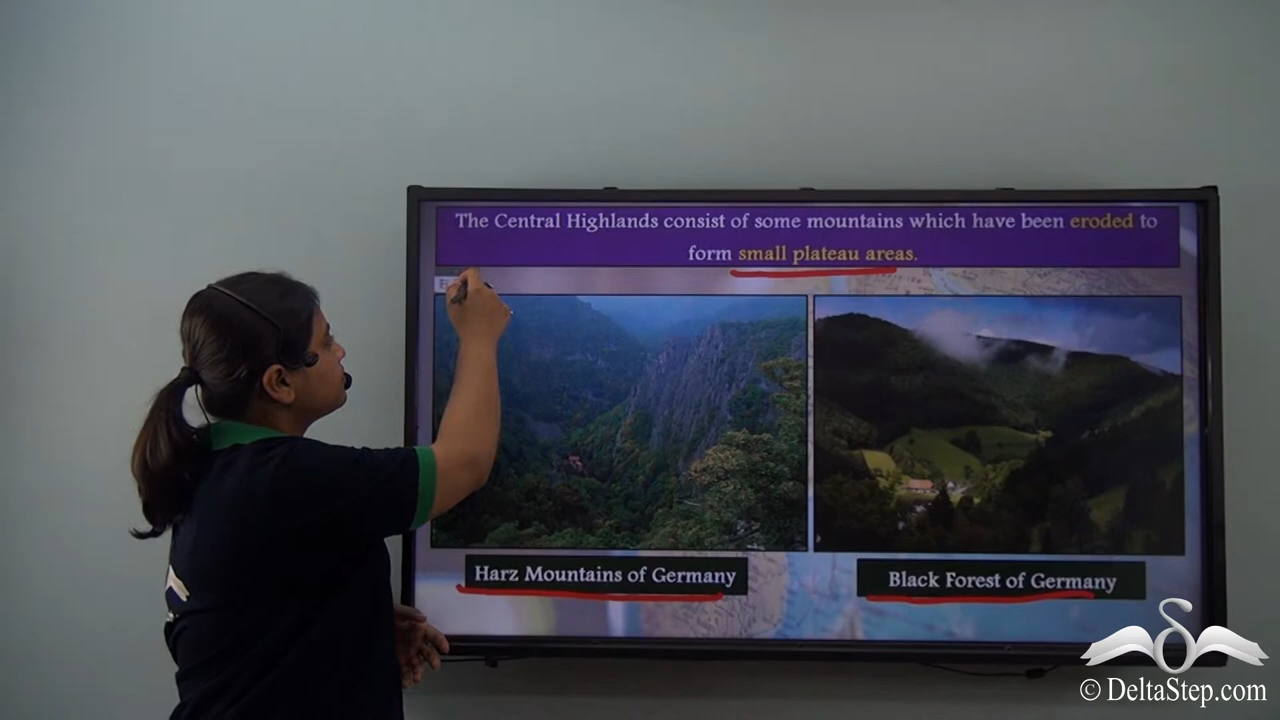 The Central Highlands consist of some mountains which have been eroded to
form small plateau areas.
Harz Mountains of Germany
Black Forest of Germany
© DeltaStep.com